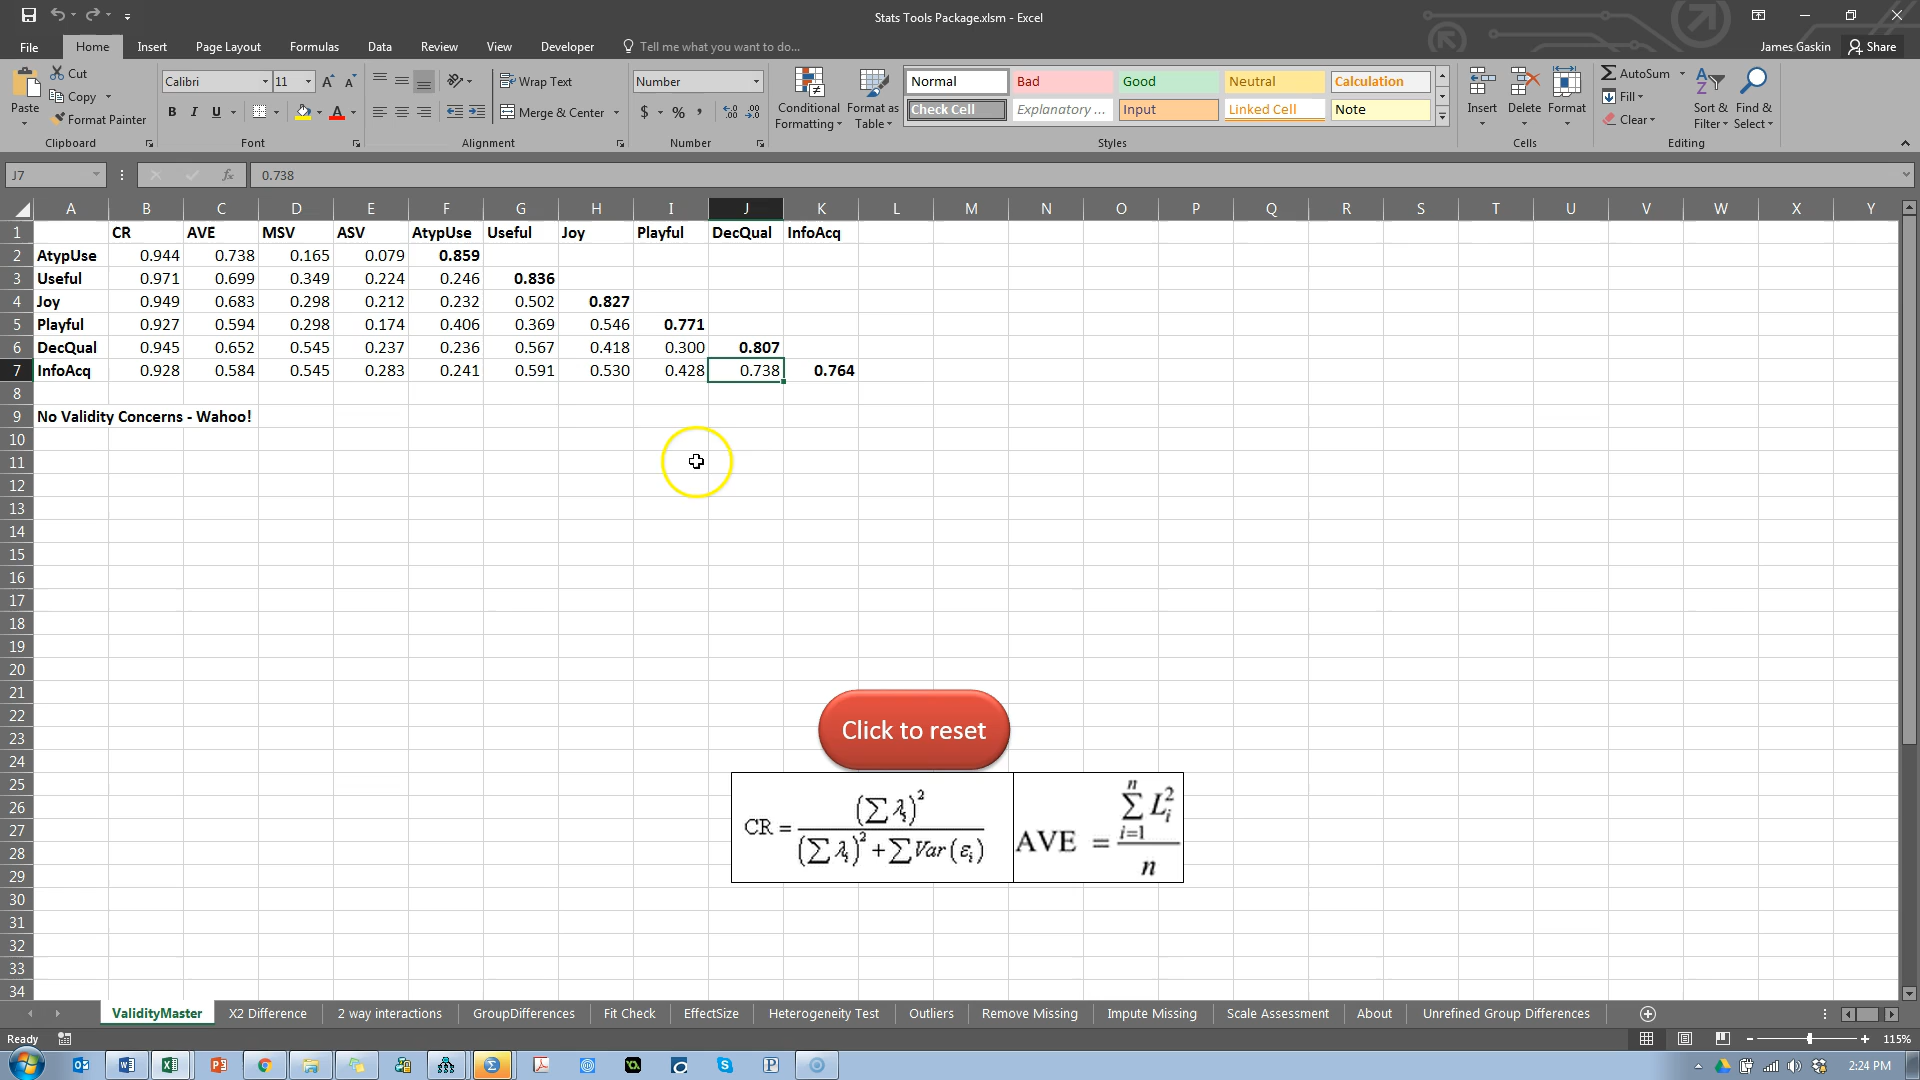 Stats Tools Package.xlsm - Excel
File Home Insert Page Layout Formulas Data Review View Developer Tell me what you want to do... James Gaskin Share
Paste Cut Copy Format Painter
Calibri 11
B I U
Wrap Text
Merge & Center
Number
$ % ,
Conditional Formatting Format as Table
Normal Bad Good Neutral Calculation
Check Cell Explanatory ... Input Linked Cell Note
Insert Delete Format
AutoSum Fill Clear
Sort & Filter Find & Select
Clipboard Font Alignment Number Styles Cells Editing
J7 fx 0.738
A B C D E F G H I J K L M N O P Q R S T U V W X Y
1 CR AVE MSV ASV AtypUse Useful Joy Playful DecQual InfoAcq
2 AtypUse 0.944 0.738 0.165 0.079 0.859
3 Useful 0.971 0.699 0.349 0.224 0.246 0.836
4 Joy 0.949 0.683 0.298 0.212 0.232 0.502 0.827
5 Playful 0.927 0.594 0.298 0.174 0.406 0.369 0.546 0.771
6 DecQual 0.945 0.652 0.545 0.237 0.236 0.567 0.418 0.300 0.807
7 InfoAcq 0.928 0.584 0.545 0.283 0.241 0.591 0.530 0.428 0.738 0.764
8
9 No Validity Concerns - Wahoo!
10
11
12
13
14
15
16
17
18
19
20
21
22
23
24
25
26
27
28
29
30
31
32
33
34
Click to reset
CR = (∑ λi)² / (∑ λi)² + ∑ Var(εi)
AVE = ∑ n i=1 L²i / n
ValidityMaster X2 Difference 2 way interactions GroupDifferences Fit Check EffectSize Heterogeneity Test Outliers Remove Missing Impute Missing Scale Assessment About Unrefined Group Differences
Ready 115%
2:24 PM